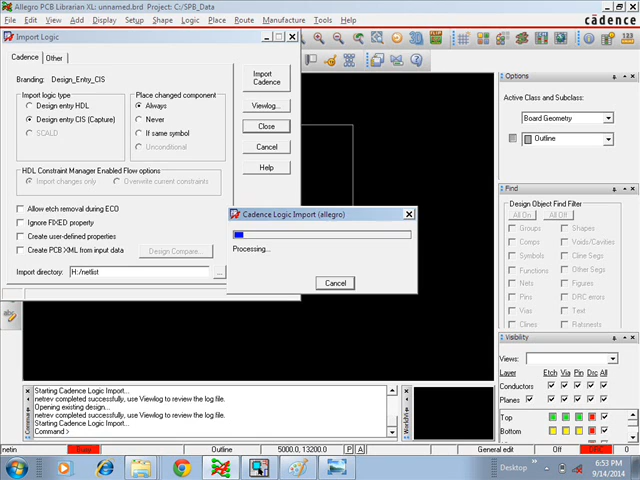 Allegro PCB Librarian XL: unnamed.brd Project: C:/SPB_Data
File Edit View Add Display Setup Shape Logic Place Route Manufacture Tools Help
cādence
Import Logic
Cadence Other
Branding: Design_Entry_CIS
Import logic type
Design entry HDL
Design entry CIS (Capture)
SCALD
Place changed component
Always
Never
If same symbol
Unconditional
Import Cadence
Viewlog...
Close
Cancel
Help
HDL Constraint Manager Enabled Flow options
Import changes only Overwrite current constraints
Allow etch removal during ECO
Ignore FIXED property
Create user-defined properties
Create PCB XML from input data
Design Compare...
Import directory: H:/netlist ...
Cadence Logic Import (allegro)
Processing...
Cancel
Options
Active Class and Subclass:
Board Geometry
Outline
Find
Design Object Find Filter
All On All Off
Groups Shapes
Comps Voids/Cavities
Symbols Cline Segs
Functions Other Segs
Nets Figures
Pins DRC errors
Vias Text
Clines Ratsnests
Visibility
Views:
Layer Etch Via Pin Drc All
Conductors
Planes
Top
Bottom
Starting Cadence Logic Import...
netrev completed successfully, use Viewlog to review the log file.
Opening existing design...
netrev completed successfully, use Viewlog to review the log file.
Starting Cadence Logic Import...
Command >
netin Outline 5000.0, 13200.0 P A General edit Off DRC 0
Desktop
6:53 PM
9/14/2014